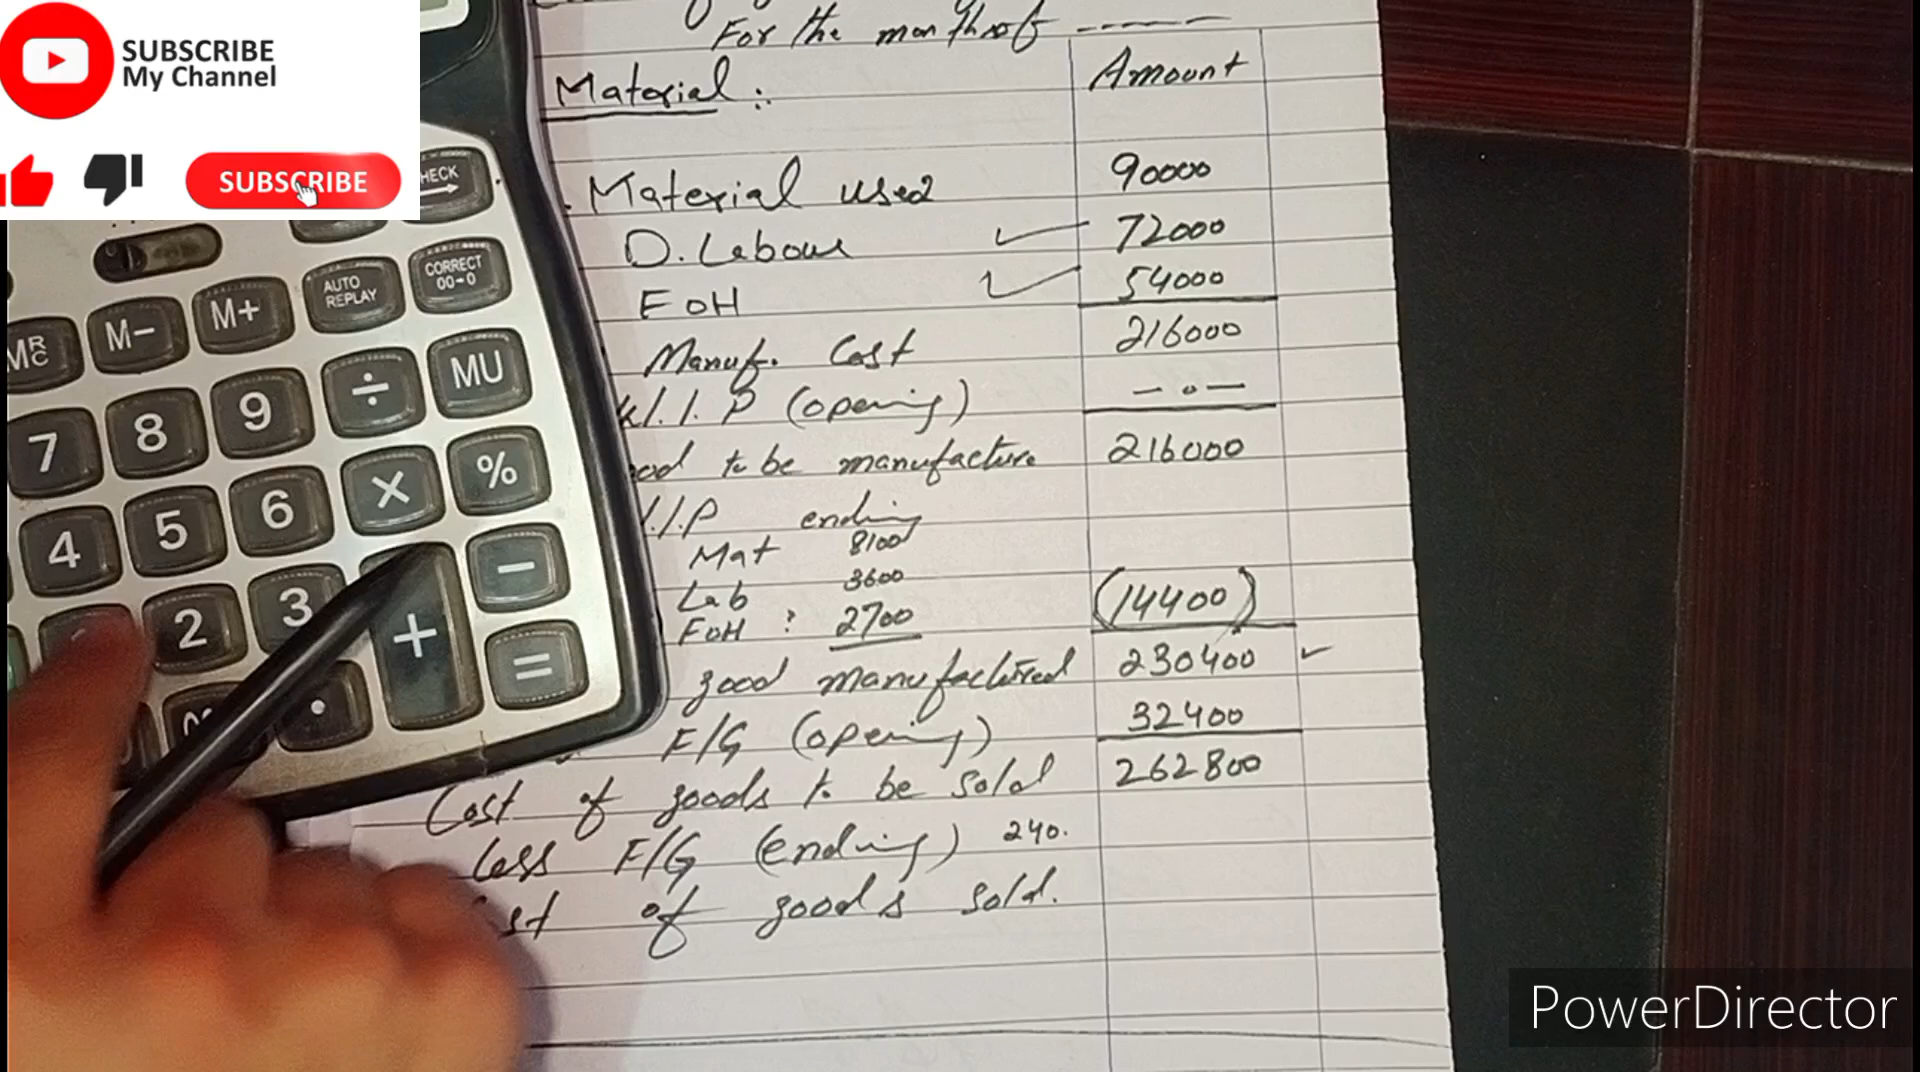 SUBSCRIBE
My Channel
SUBSCRIBE
For the month of
Material :
Amount
Material used 90000
D. Labour 72000
FOH 54000
Manuf. Cost 216000
W.I.P (opening) — o —
to be manufacture 216000
I.P ending
Mat 8100
Lab 3600 (14400)
FOH : 2700
good manufactured 230400
F/G (opening) 32400
Cost of goods to be sold 262800
Less F/G (ending) 240.
of goods sold.
CHECK
AUTO REPLAY
CORRECT 00→0
MRC M− M+
7 8 9 ÷ MU
4 5 6 × %
2 3 + −
. =
PowerDirector